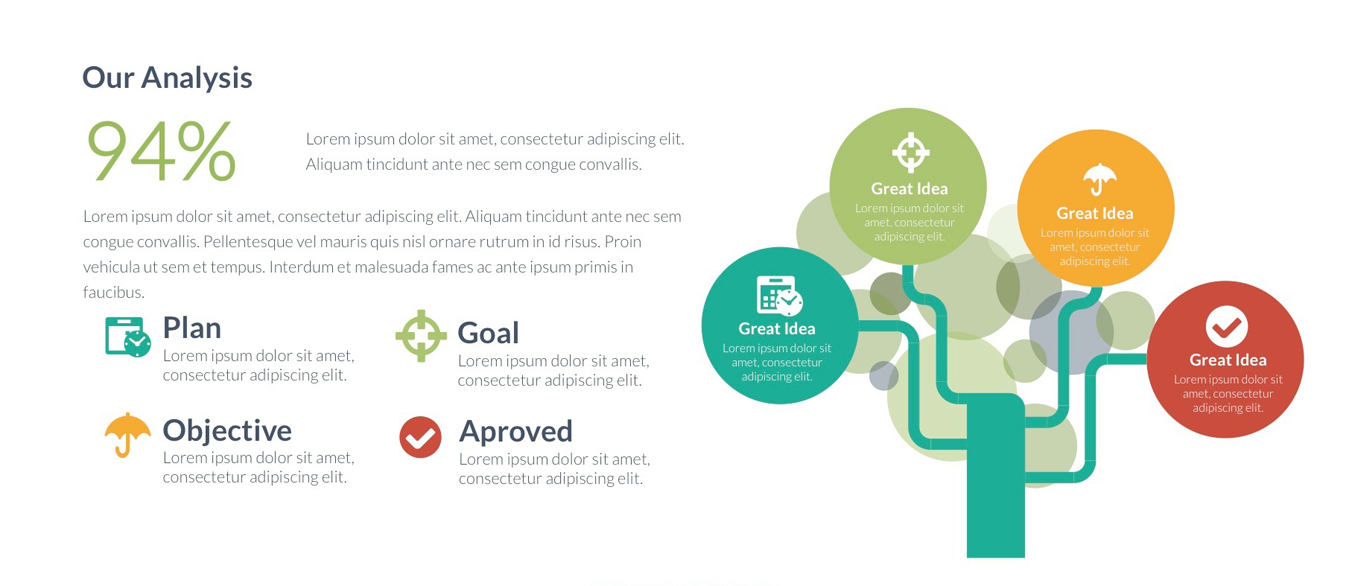 Our Analysis
94%
Lorem ipsum dolor sit amet, consectetur adipiscing elit.
Aliquam tincidunt ante nec sem congue convallis.
Lorem ipsum dolor sit amet, consectetur adipiscing elit. Aliquam tincidunt ante nec sem
congue convallis. Pellentesque vel mauris quis nisl ornare rutrum in id risus. Proin
vehicula ut sem et tempus. Interdum et malesuada fames ac ante ipsum primis in
faucibus.
Plan
Lorem ipsum dolor sit amet,
consectetur adipiscing elit.
Goal
Lorem ipsum dolor sit amet,
consectetur adipiscing elit.
Objective
Lorem ipsum dolor sit amet,
consectetur adipiscing elit.
Aproved
Lorem ipsum dolor sit amet,
consectetur adipiscing elit.
Great Idea
Lorem ipsum dolor sit
amet, consectetur
adipiscing elit.
Great Idea
Lorem ipsum dolor sit
amet, consectetur
adipiscing elit.
Great Idea
Lorem ipsum dolor sit
amet, consectetur
adipiscing elit.
Great Idea
Lorem ipsum dolor sit
amet, consectetur
adipiscing elit.